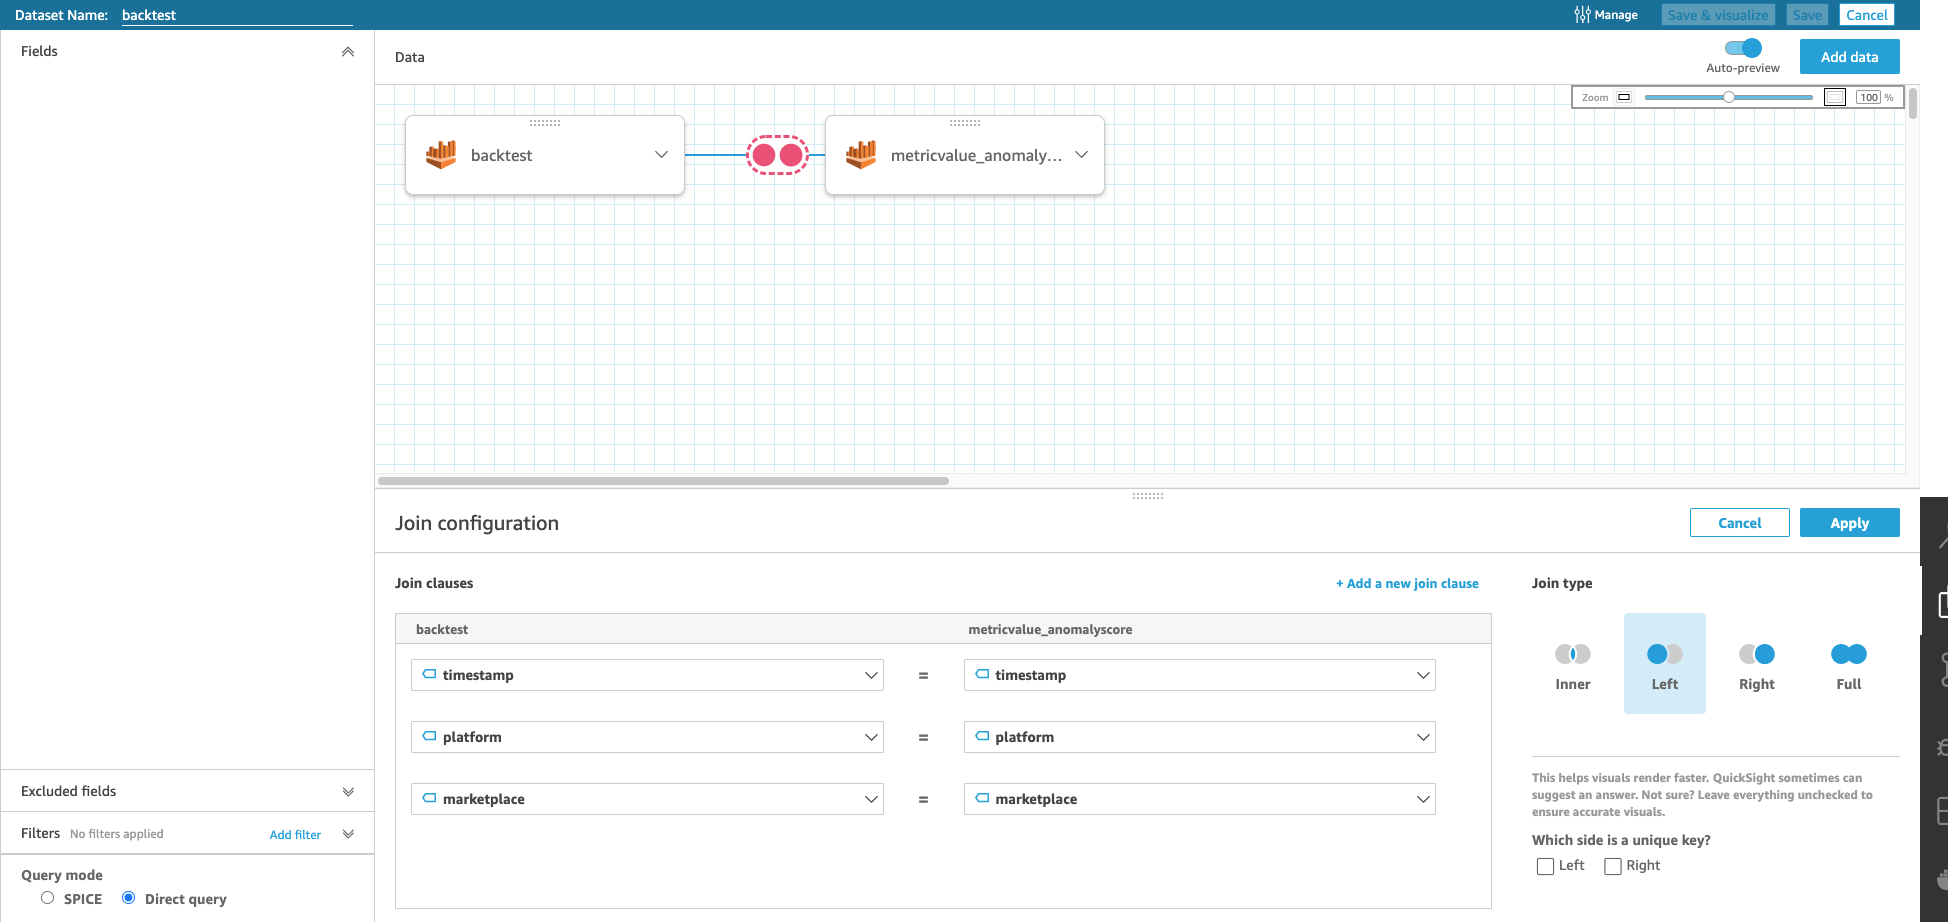 Dataset Name: backtest
Manage
Save & visualize
Save
Cancel
Fields
Data
Auto-preview
Add data
Zoom
100 %
backtest
metricvalue_anomaly...
Join configuration
Cancel
Apply
Join clauses
+ Add a new join clause
Join type
backtest
metricvalue_anomalyscore
timestamp = timestamp
platform = platform
marketplace = marketplace
Inner
Left
Right
Full
This helps visuals render faster. QuickSight sometimes can
suggest an answer. Not sure? Leave everything unchecked to
ensure accurate visuals.
Which side is a unique key?
Left
Right
Excluded fields
Filters No filters applied Add filter
Query mode
SPICE
Direct query